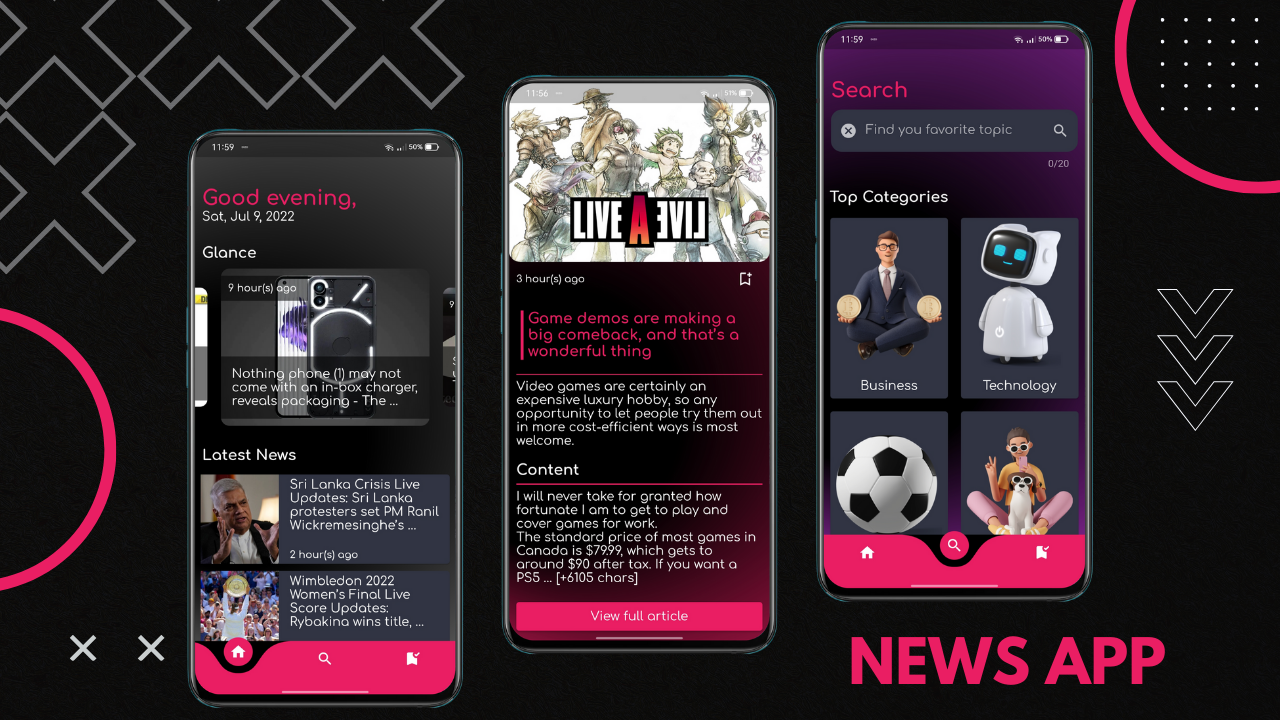 11:59
50%
Good evening,
Sat, Jul 9, 2022
Glance
9 hour(s) ago
Nothing phone (1) may not
come with an in-box charger,
reveals packaging - The ...
Latest News
Sri Lanka Crisis Live
Updates: Sri Lanka
protesters set PM Ranil
Wickremesinghe's ...
2 hour(s) ago
Wimbledon 2022
Women's Final Live
Score Updates:
Rybakina wins title, ...
11:56
51%
LIVE A EVIL
3 hour(s) ago
Game demos are making a
big comeback, and that's a
wonderful thing
Video games are certainly an
expensive luxury hobby, so any
opportunity to let people try them out
in more cost-efficient ways is most
welcome.
Content
I will never take for granted how
fortunate I am to get to play and
cover games for work.
The standard price of most games in
Canada is $79.99, which gets to
around $90 after tax. If you want a
PS5 ... [+6105 chars]
View full article
11:59
50%
Search
Find you favorite topic
0/20
Top Categories
Business
Technology
NEWS APP